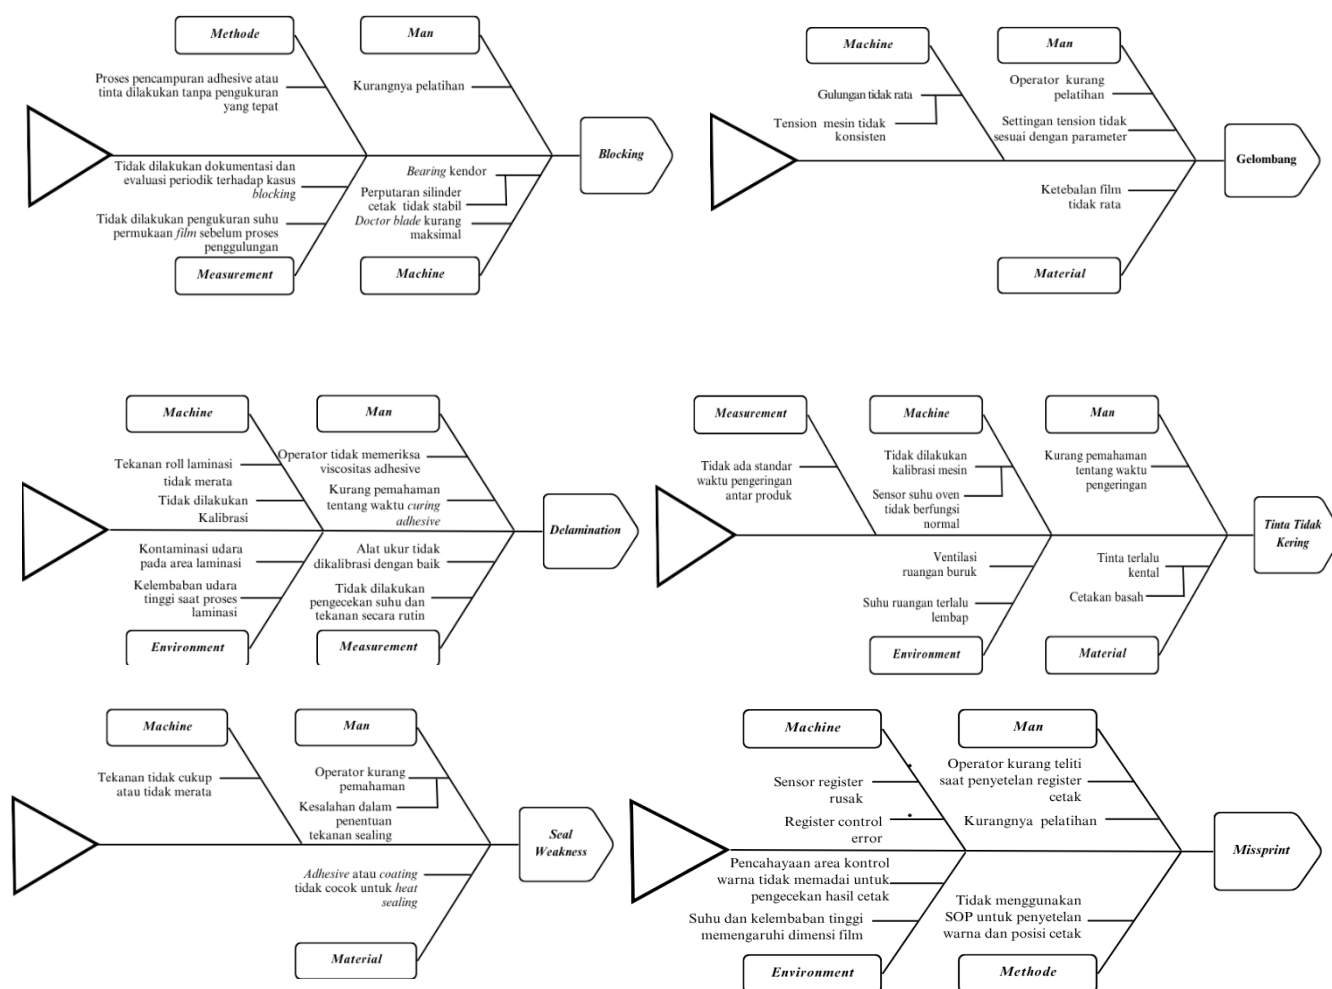 Methode
Man
Proses pencampuran adhesive atau
tinta dilakukan tanpa pengukuran
yang tepat
Kurangnya pelatihan
Blocking
Tidak dilakukan dokumentasi dan
evaluasi periodik terhadap kasus
blocking
Tidak dilakukan pengukuran suhu
permukaan film sebelum proses
penggulungan
Bearing kendor
Perputaran silinder
cetak tidak stabil
Doctor blade kurang
maksimal
Measurement
Machine
Machine
Man
Gulungan tidak rata
Tension mesin tidak
konsisten
Operator kurang
pelatihan
Settingan tension tidak
sesuai dengan parameter
Gelombang
Ketebalan film
tidak rata
Material
Machine
Man
Tekanan roll laminasi
tidak merata
Tidak dilakukan
Kalibrasi
Operator tidak memeriksa
viscositas adhesive
Kurang pemahaman
tentang waktu curing
adhesive
Delamination
Kontaminasi udara
pada area laminasi
Kelembaban udara
tinggi saat proses
laminasi
Alat ukur tidak
dikalibrasi dengan baik
Tidak dilakukan
pengecekan suhu dan
tekanan secara rutin
Environment
Measurement
Measurement
Machine
Man
Tidak ada standar
waktu pengeringan
antar produk
Tidak dilakukan
kalibrasi mesin
Sensor suhu oven
tidak berfungsi
normal
Kurang pemahaman
tentang waktu
pengeringan
Tinta Tidak
Kering
Ventilasi
ruangan buruk
Suhu ruangan terlalu
lembap
Tinta terlalu
kental
Cetakan basah
Environment
Material
Machine
Man
Tekanan tidak cukup
atau tidak merata
Operator kurang
pemahaman
Kesalahan dalam
penentuan
tekanan sealing
Seal
Weakness
Adhesive atau coating
tidak cocok untuk heat
sealing
Material
Machine
Man
Sensor register
rusak
Register control
error
Operator kurang teliti
saat penyetelan register
cetak
Kurangnya pelatihan
Missprint
Pencahayaan area kontrol
warna tidak memadai untuk
pengecekan hasil cetak
Suhu dan kelembaban tinggi
memengaruhi dimensi film
Tidak menggunakan
SOP untuk penyetelan
warna dan posisi cetak
Environment
Methode